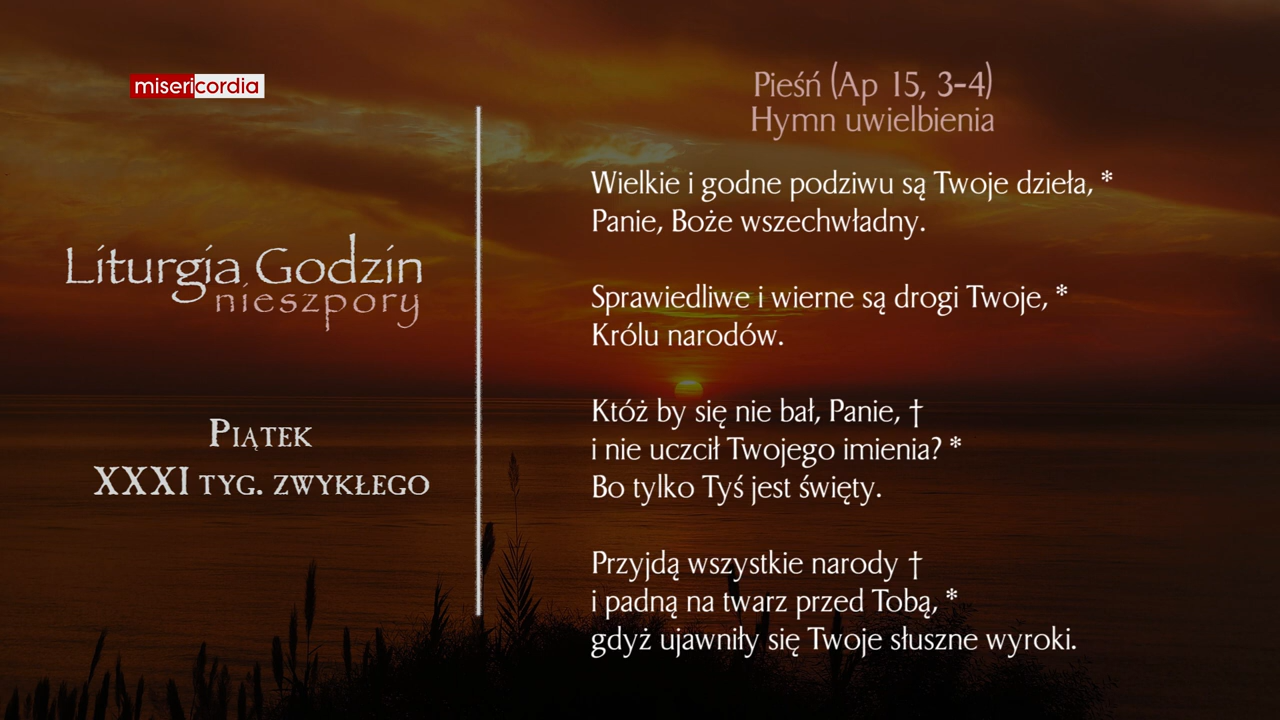 misericordia
Liturgia Godzin
nieszpory
Piątek
XXXI tyg. zwykłego
Pieśń (Ap 15, 3-4)
Hymn uwielbienia
Wielkie i godne podziwu są Twoje dzieła, *
Panie, Boże wszechwładny.
Sprawiedliwe i wierne są drogi Twoje, *
Królu narodów.
Któż by się nie bał, Panie, †
i nie uczcił Twojego imienia? *
Bo tylko Tyś jest święty.
Przyjdą wszystkie narody †
i padną na twarz przed Tobą, *
gdyż ujawniły się Twoje słuszne wyroki.